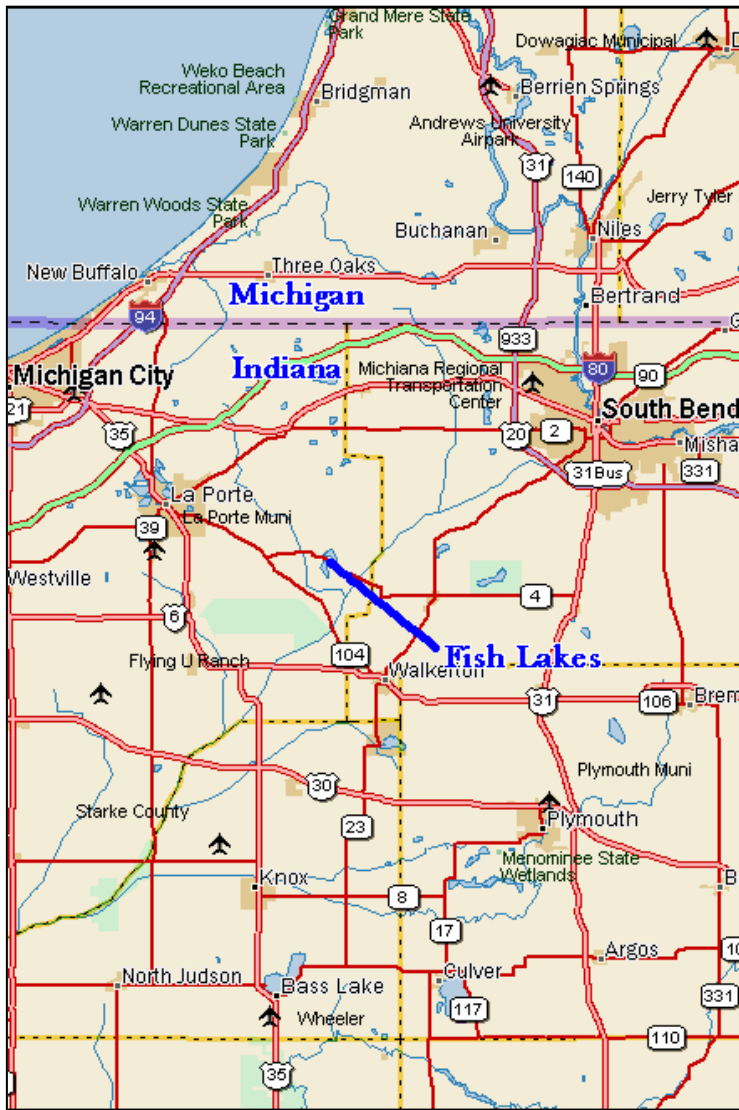 Grand Mere State
Park
Dowagiac Municipal
D
Weko Beach
Recreational Area
Bridgman
Berrien Springs
Warren Dunes State
Park
Andrews University
Airpark
31
140
Jerry Tyler
Warren Woods State
Park
Buchanan
Niles
New Buffalo
Three Oaks
Michigan
Bertrand
94
933
G
Indiana
Michiana Regional
Transportation
Center
80
90
Michigan City
21
35
20
2
South Bend
Misha
31Bus
331
La Porte
La Porte Muni
39
Westville
6
4
104
Fish Lakes
Flying U Ranch
Walkerton
31
106
Brem
30
Plymouth Muni
Starke County
23
Plymouth
Menominee State
Wetlands
Knox
8
B
17
Argos
10
North Judson
Bass Lake
Culver
117
331
Wheeler
110
35